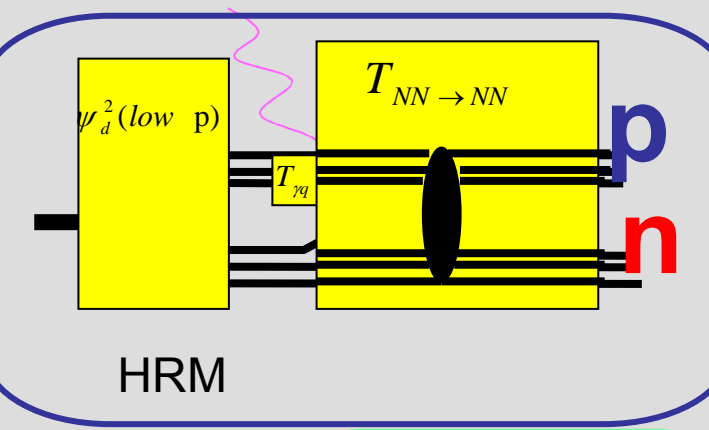 T_{NN→NN}
ψ_d^2(low p)
p
T_{γq}
n
HRM